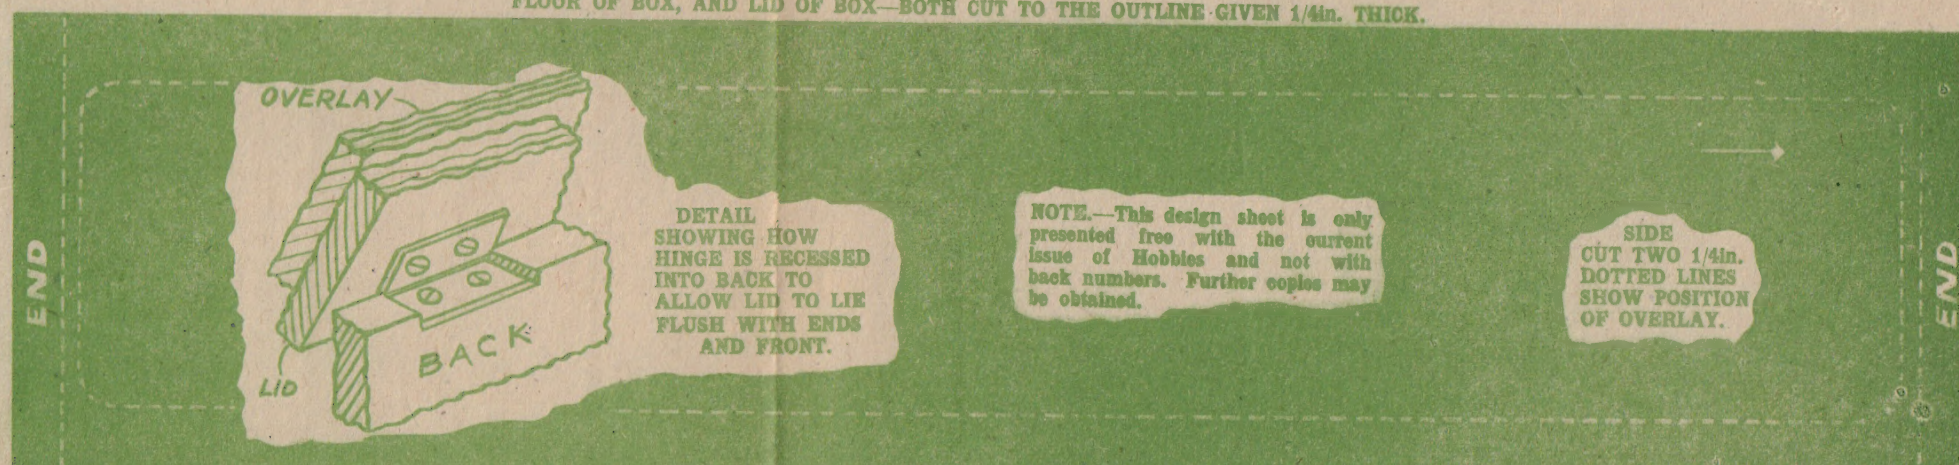 FLOOR OF BOX, AND LID OF BOX—BOTH CUT TO THE OUTLINE GIVEN 1/4in. THICK.
OVERLAY
END
LID
BACK
DETAIL
SHOWING HOW
HINGE IS RECESSED
INTO BACK TO
ALLOW LID TO LIE
FLUSH WITH ENDS
AND FRONT.
NOTE.—This design sheet is only
presented free with the current
issue of Hobbies and not with
back numbers. Further copies may
be obtained.
SIDE
CUT TWO 1/4in.
DOTTED LINES
SHOW POSITION
OF OVERLAY.
END